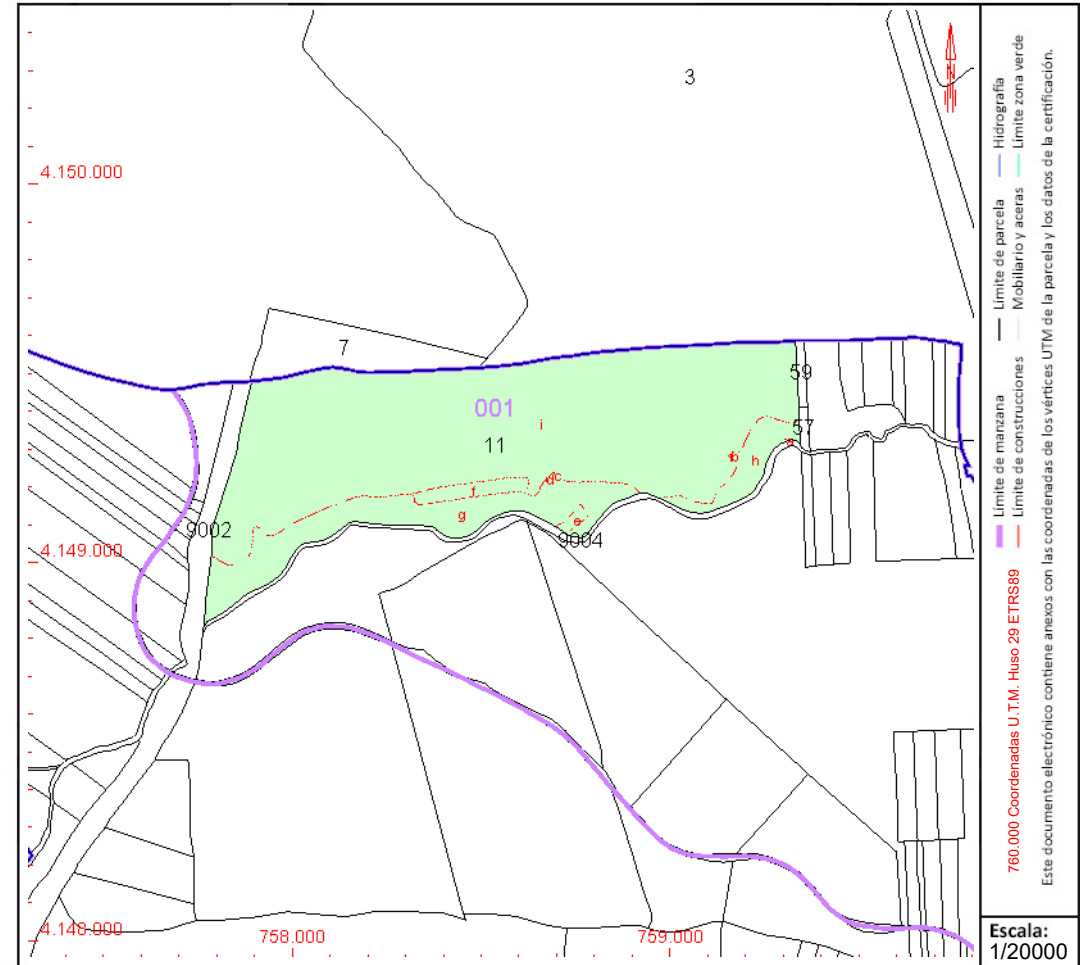 3
4.150.000
7
59
001
i
11
57
a
b
h
c
d
f
g
e
9002
9004
4.149.000
4.148.000
758.000
759.000
N
Límite de manzana
Límite de parcela
Hidrografía
Límite de construcciones
Mobiliario y aceras
Límite zona verde
760.000 Coordenadas U.T.M. Huso 29 ETRS89
Este documento electrónico contiene anexos con las coordenadas de los vértices UTM de la parcela y los datos de la certificación.
Escala:
1/20000